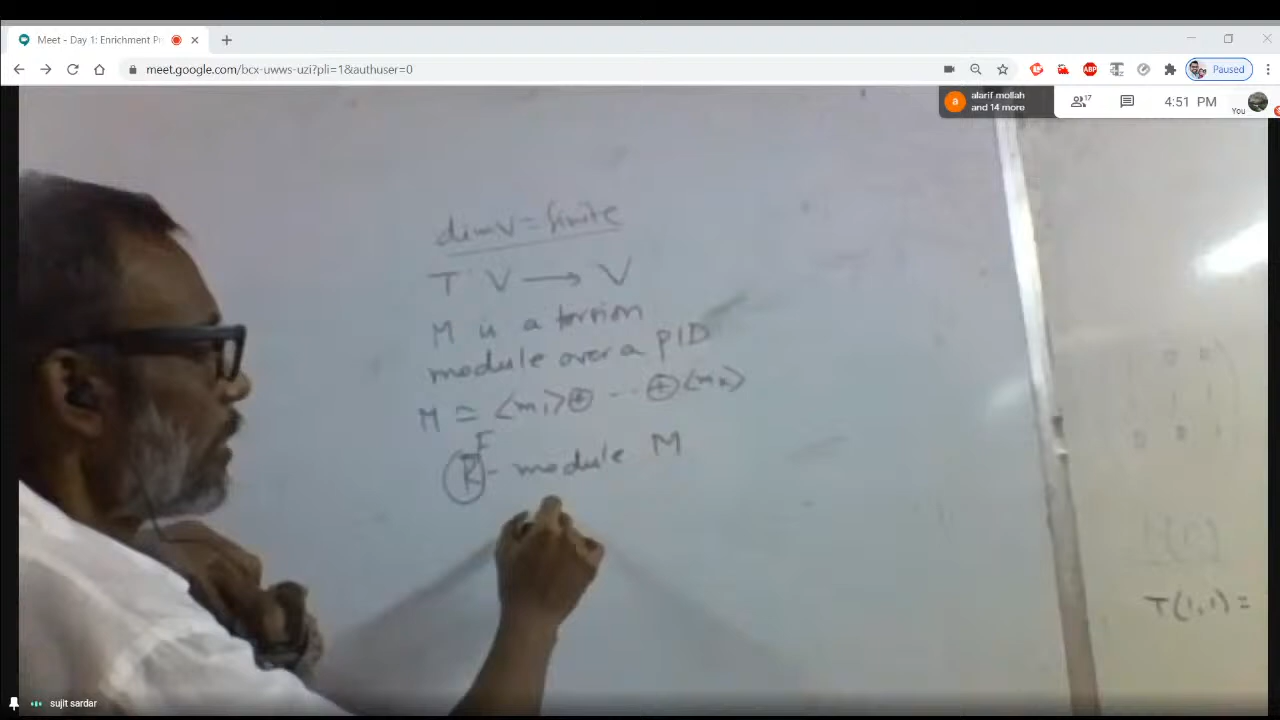 Meet - Day 1: Enrichment Pr
meet.google.com/bcx-uwws-uzi?pli=1&authuser=0
ABP
Paused
alarif mollah
and 14 more
17
4:51 PM
You
dim V = finite
T V → V
M is a torsion
module over a PID
M ≃ <m₁> ⊕ ... ⊕ <mₖ>
F
R - module M
T(1,1) =
sujit sardar